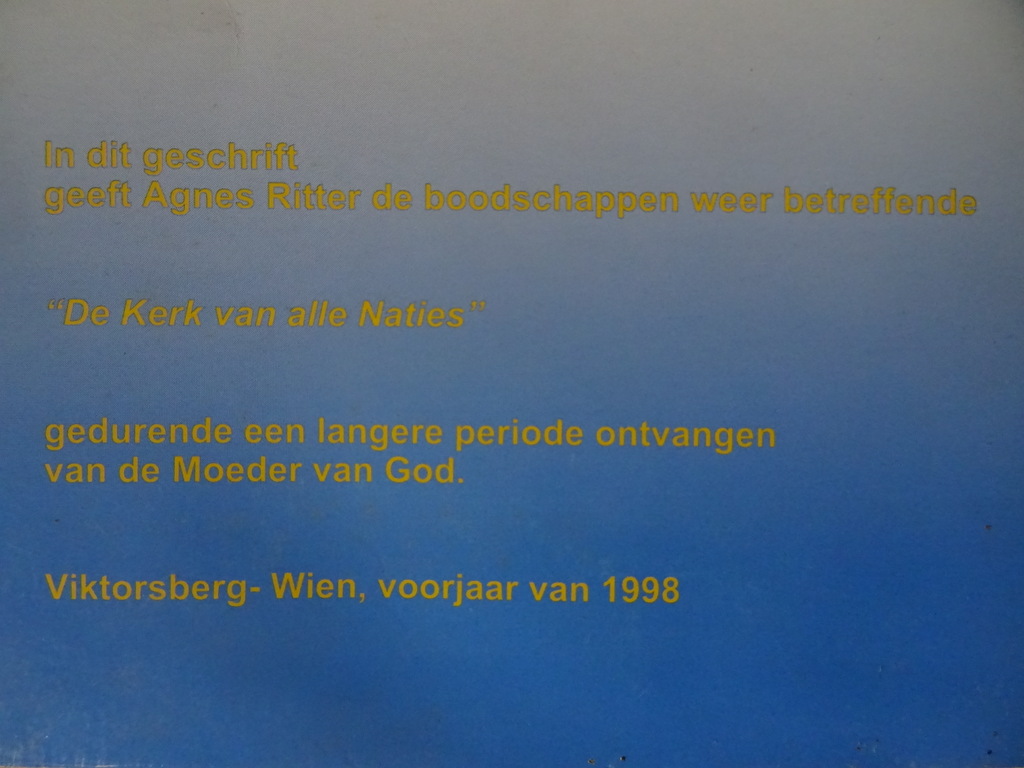 In dit geschrift
geeft Agnes Ritter de boodschappen weer betreffende
“De Kerk van alle Naties”
gedurende een langere periode ontvangen
van de Moeder van God.
Viktorsberg- Wien, voorjaar van 1998